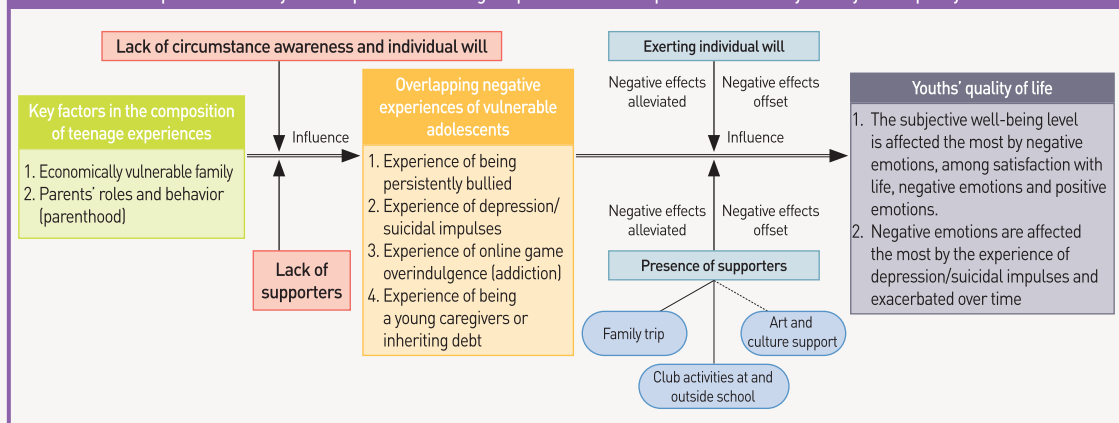 Lack of circumstance awareness and individual will
Exerting individual will
Key factors in the composition
of teenage experiences
1. Economically vulnerable family
2. Parents' roles and behavior
(parenthood)
Influence
Lack of
supporters
Overlapping negative
experiences of vulnerable
adolescents
1. Experience of being
persistently bullied
2. Experience of depression/
suicidal impulses
3. Experience of online game
overindulgence (addiction)
4. Experience of being
a young caregivers or
inheriting debt
Negative effects
alleviated
Negative effects
offset
Influence
Negative effects
alleviated
Negative effects
offset
Presence of supporters
Family trip
Art and
culture support
Club activities at and
outside school
Youths' quality of life
1. The subjective well-being level
is affected the most by negative
emotions, among satisfaction with
life, negative emotions and positive
emotions.
2. Negative emotions are affected
the most by the experience of
depression/suicidal impulses and
exacerbated over time